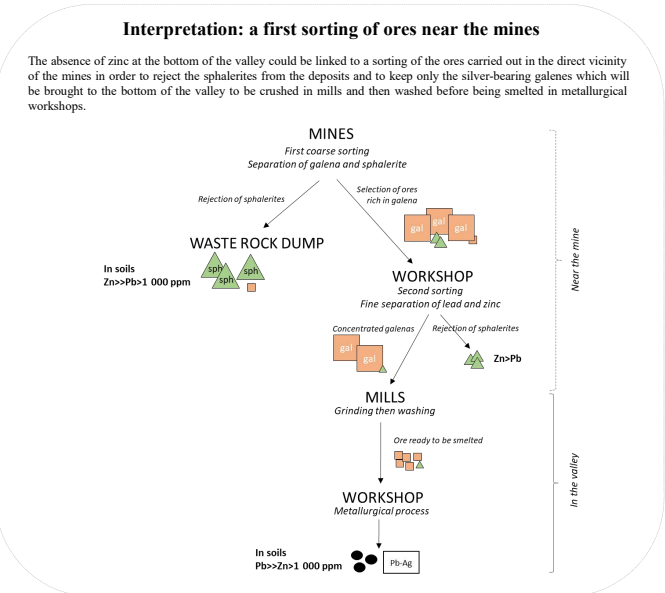 Interpretation: a first sorting of ores near the mines
The absence of zinc at the bottom of the valley could be linked to a sorting of the ores carried out in the direct vicinity
of the mines in order to reject the sphalerites from the deposits and to keep only the silver-bearing galenes which will
be brought to the bottom of the valley to be crushed in mills and then washed before being smelted in metallurgical
workshops.
MINES
First coarse sorting
Separation of galena and sphalerite
Rejection of sphalerites
Selection of ores
rich in galena
gal
gal
gal
WASTE ROCK DUMP
In soils
Zn>>Pb>1 000 ppm
sph
sph
sph
WORKSHOP
Second sorting
Fine separation of lead and zinc
Near the mine
Concentrated galenas
Rejection of sphalerites
gal
gal
Zn>Pb
MILLS
Grinding then washing
Ore ready to be smelted
In the valley
WORKSHOP
Metallurgical process
In soils
Pb>>Zn>1 000 ppm
Pb-Ag